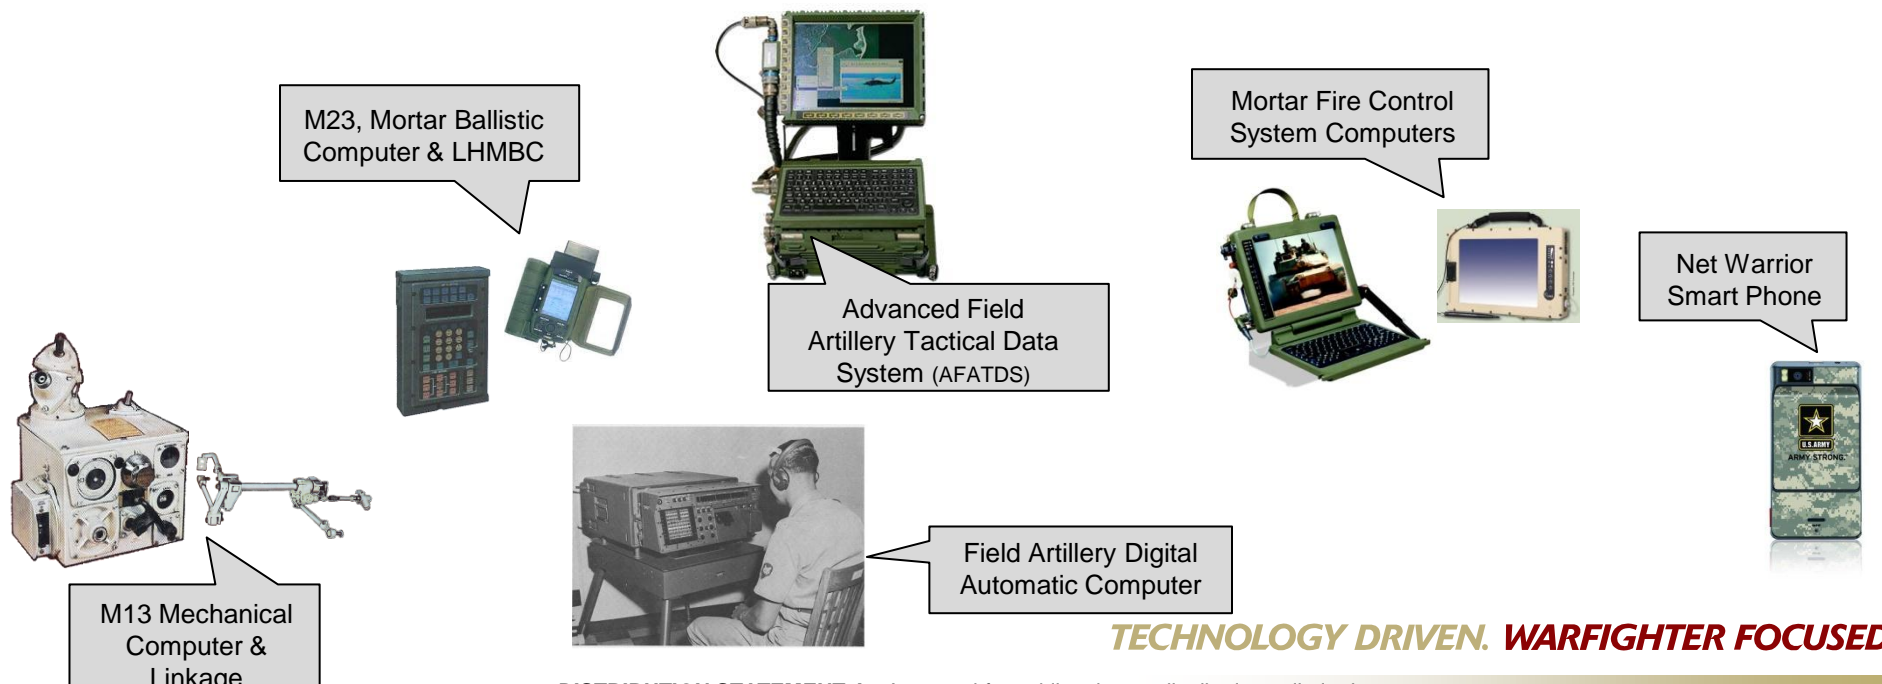 M23, Mortar Ballistic
Computer & LHMBC
Mortar Fire Control
System Computers
Net Warrior
Smart Phone
Advanced Field
Artillery Tactical Data
System (AFATDS)
U.S.ARMY
ARMY STRONG.
Field Artillery Digital
Automatic Computer
M13 Mechanical
Computer &
Linkage
TECHNOLOGY DRIVEN. WARFIGHTER FOCUSED